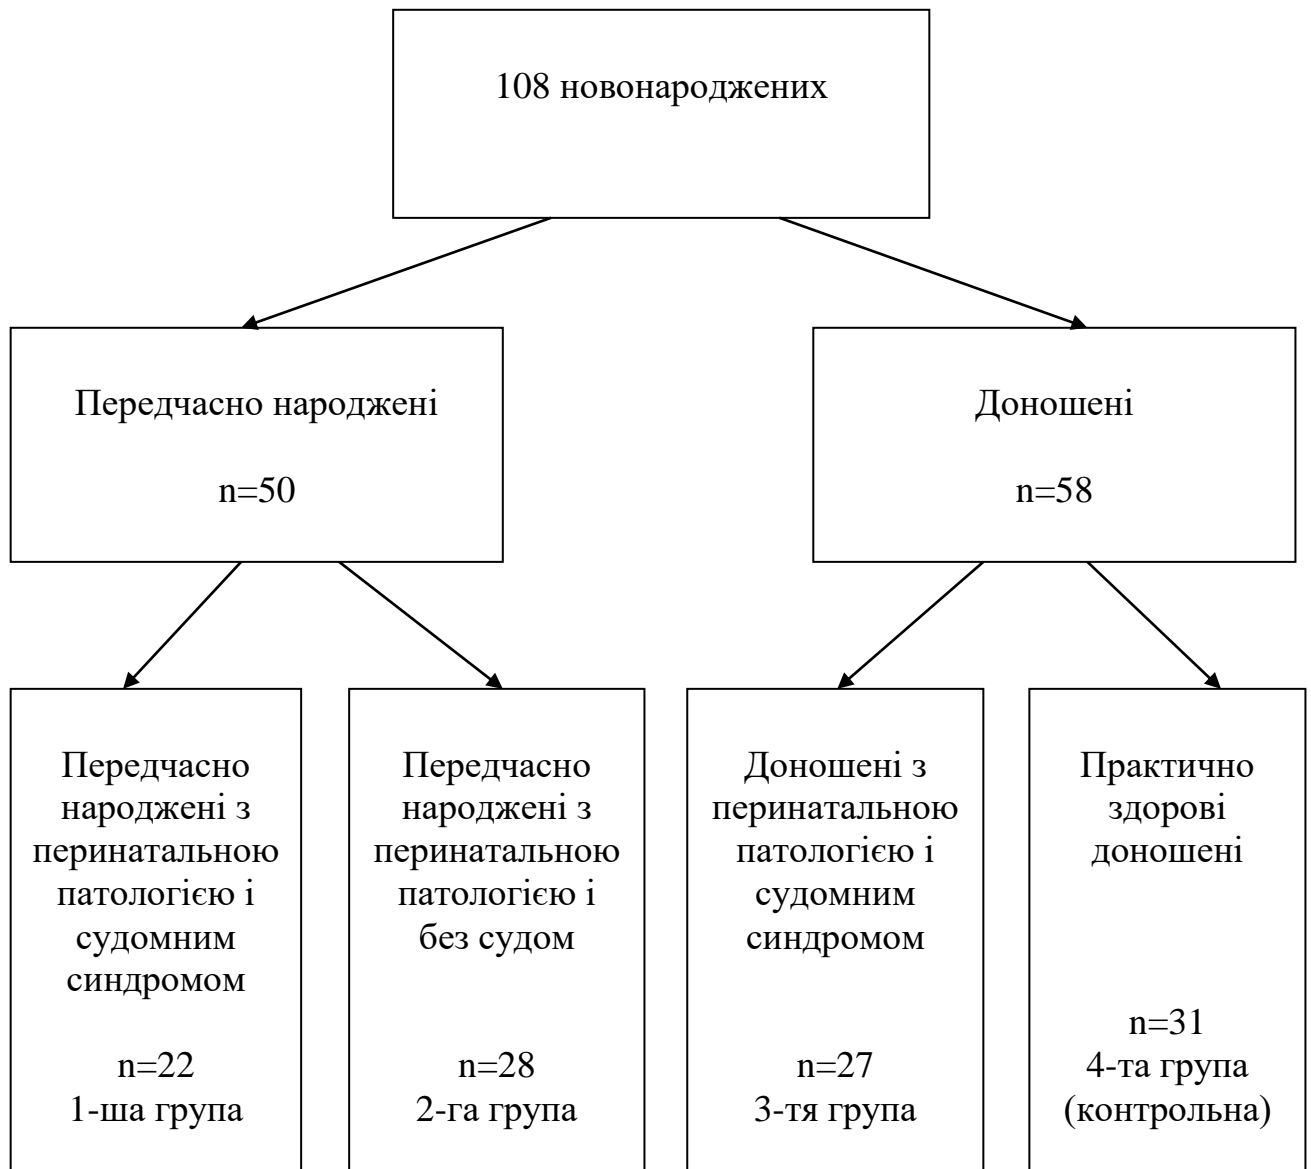 108 новонароджених
Передчасно народжені
n=50
Доношені
n=58
Передчасно
народжені з
перинатальною
патологією і
судомним
синдромом
n=22
1-ша група
Передчасно
народжені з
перинатальною
патологією і
без судом
n=28
2-га група
Доношені з
перинатальною
патологією і
судомним
синдромом
n=27
3-тя група
Практично
здорові
доношені
n=31
4-та група
(контрольна)